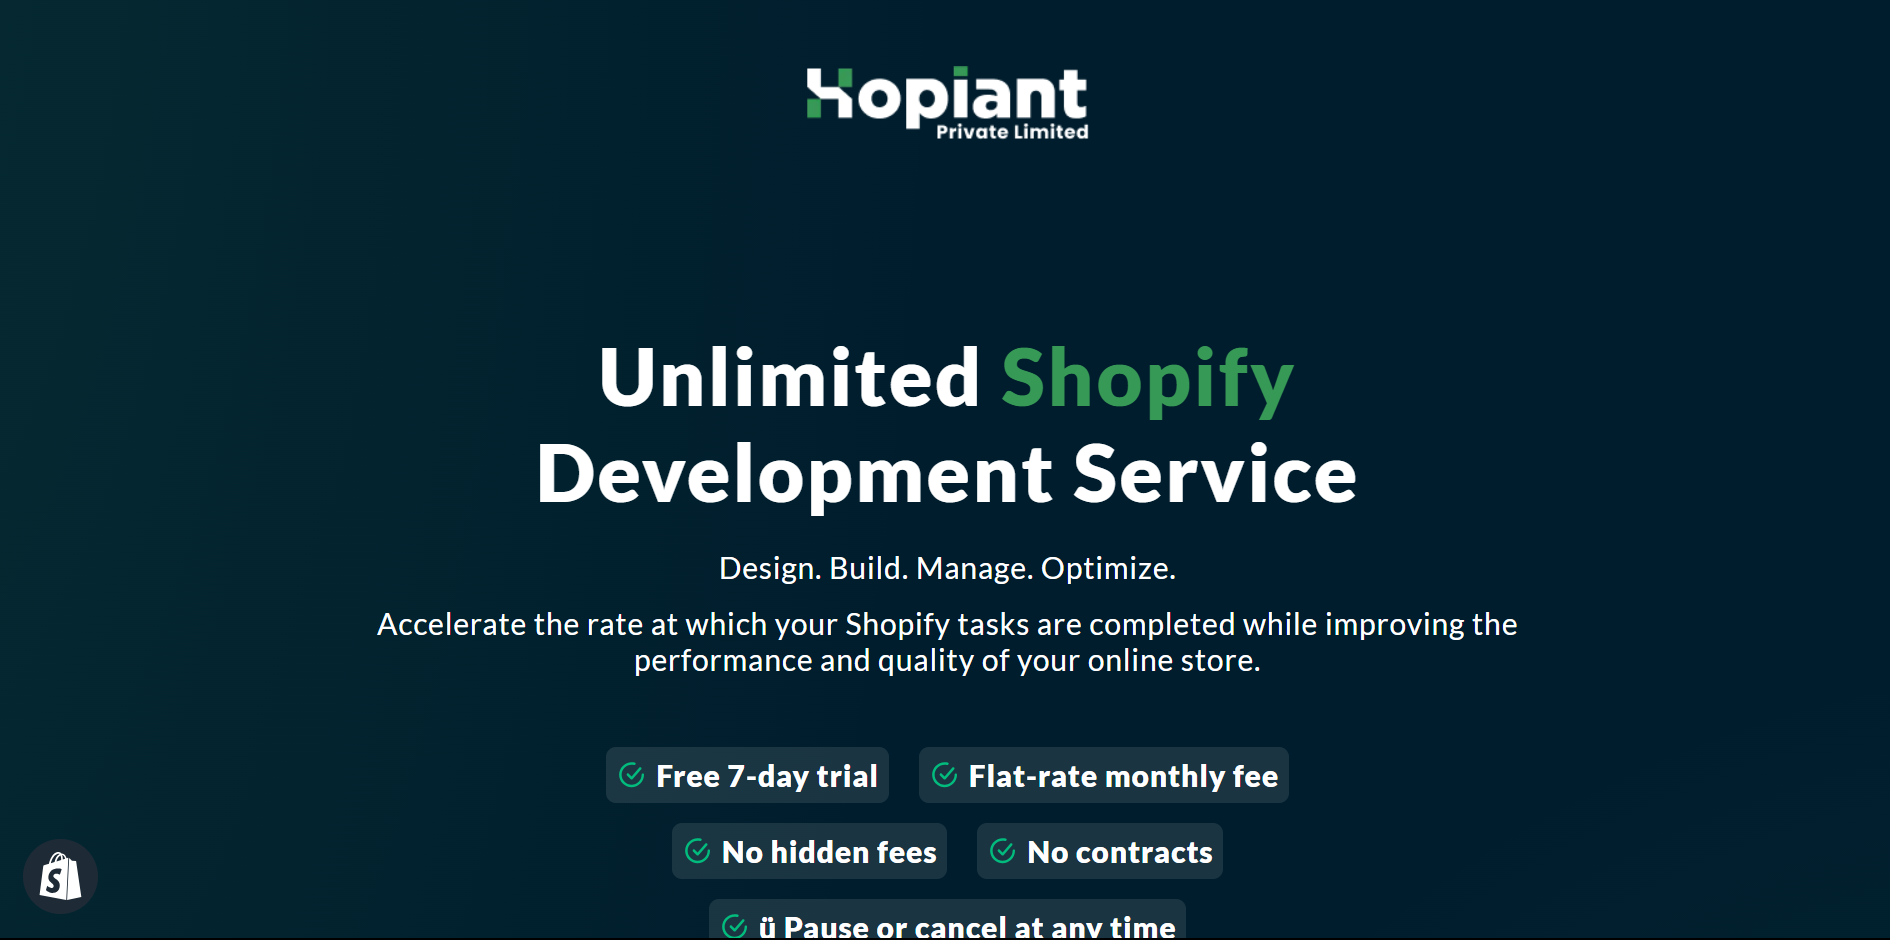 Hopiant
Private Limited
Unlimited Shopify
Development Service
Design. Build. Manage. Optimize.
Accelerate the rate at which your Shopify tasks are completed while improving the
performance and quality of your online store.
Free 7-day trial
Flat-rate monthly fee
No hidden fees
No contracts
ü Pause or cancel at any time
S